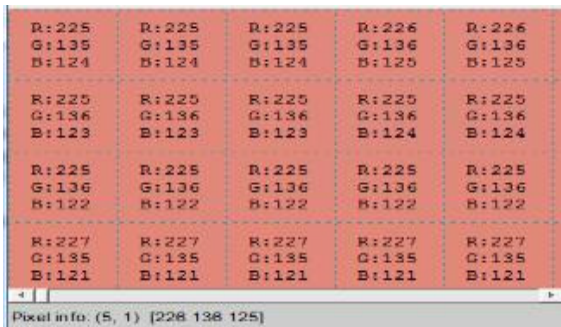 R:225 R:225 R:225 R:226 R:226
G:135 G:135 G:135 G:136 G:136
B:124 B:124 B:124 B:125 B:125
R:225 R:225 R:225 R:225 R:225
G:136 G:136 G:136 G:136 G:136
B:123 B:123 B:123 B:124 B:124
R:225 R:225 R:225 R:225 R:225
G:136 G:136 G:136 G:136 G:136
B:122 B:122 B:122 B:122 B:122
R:227 R:227 R:227 R:227 R:227
G:135 G:135 G:135 G:135 G:135
B:121 B:121 B:121 B:121 B:121
Pixel info: (5, 1) [226 136 125]